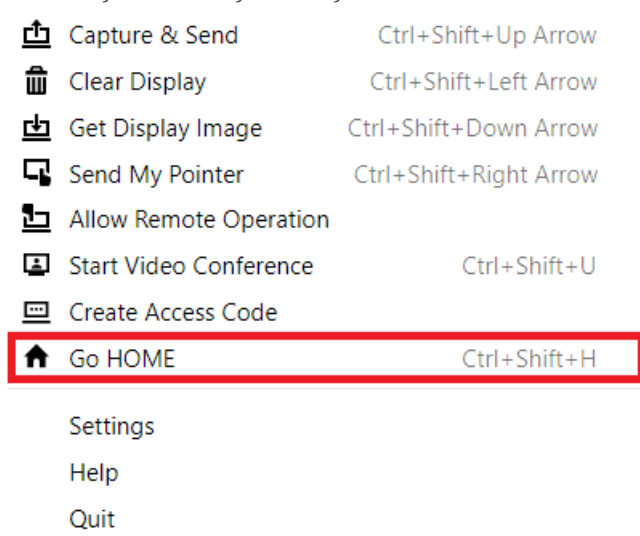 Capture & Send Ctrl+Shift+Up Arrow
Clear Display Ctrl+Shift+Left Arrow
Get Display Image Ctrl+Shift+Down Arrow
Send My Pointer Ctrl+Shift+Right Arrow
Allow Remote Operation
Start Video Conference Ctrl+Shift+U
Create Access Code
Go HOME Ctrl+Shift+H
Settings
Help
Quit